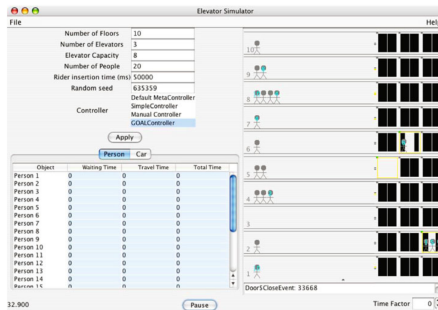 Elevator Simulator
File
Help
Number of Floors 10
Number of Elevators 3
Elevator Capacity 8
Number of People 20
Rider insertion time (ms) 50000
Random seed 635359
Controller
Default MetaController
SimpleController
Manual Controller
GOALController
Apply
Person Car
Object Waiting Time Travel Time Total Time
Person 1 0 0 0
Person 2 0 0 0
Person 3 0 0 0
Person 4 0 0 0
Person 5 0 0 0
Person 6 0 0 0
Person 7 0 0 0
Person 8 0 0 0
Person 9 0 0 0
Person 10 0 0 0
Person 11 0 0 0
Person 12 0 0 0
Person 13 0 0 0
Person 14 0 0 0
Person 15 0 0 0
10
9
8
7
6
5
4
3
2
1
DoorSCloseEvent: 33668
32.900
Pause
Time Factor 0